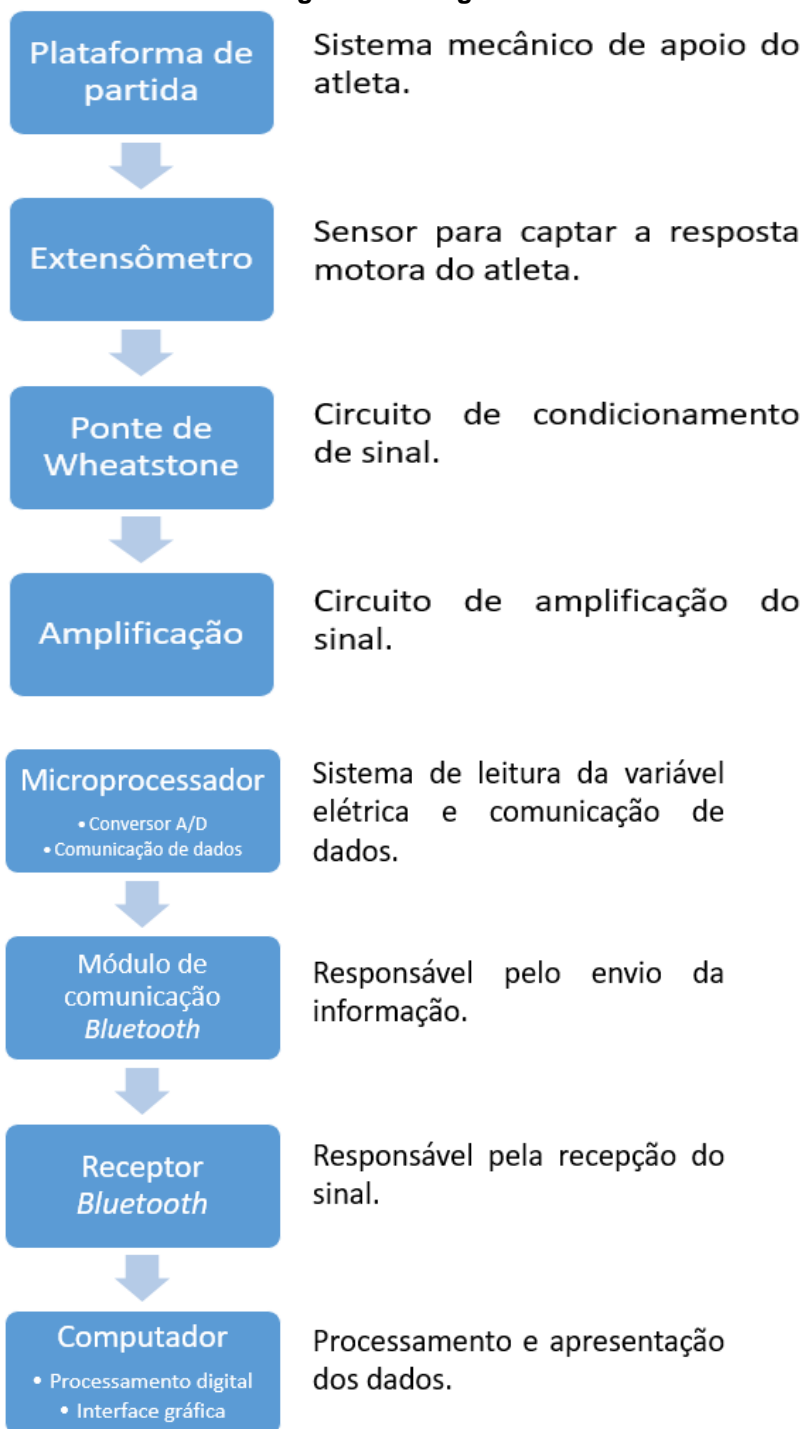 Plataforma de
partida
Sistema mecânico de apoio do
atleta.
Extensômetro
Sensor para captar a resposta
motora do atleta.
Ponte de
Wheatstone
Circuito de condicionamento
de sinal.
Amplificação
Circuito de amplificação do
sinal.
Microprocessador
• Conversor A/D
• Comunicação de dados
Sistema de leitura da variável
elétrica e comunicação de
dados.
Módulo de
comunicação
Bluetooth
Responsável pelo envio da
informação.
Receptor
Bluetooth
Responsável pela recepção do
sinal.
Computador
• Processamento digital
• Interface gráfica
Processamento e apresentação
dos dados.